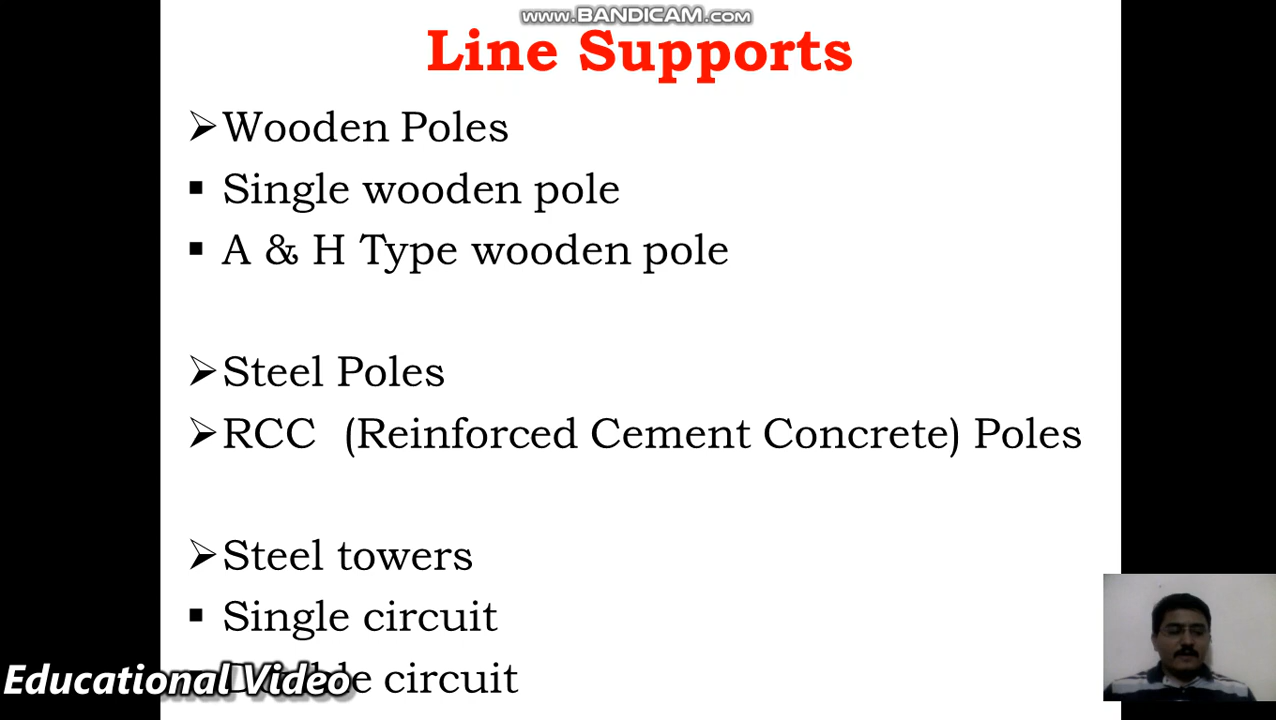 www.BANDICAM.com
Line Supports
Wooden Poles
Single wooden pole
A & H Type wooden pole
Steel Poles
RCC (Reinforced Cement Concrete) Poles
Steel towers
Single circuit
circuit
Educational Video